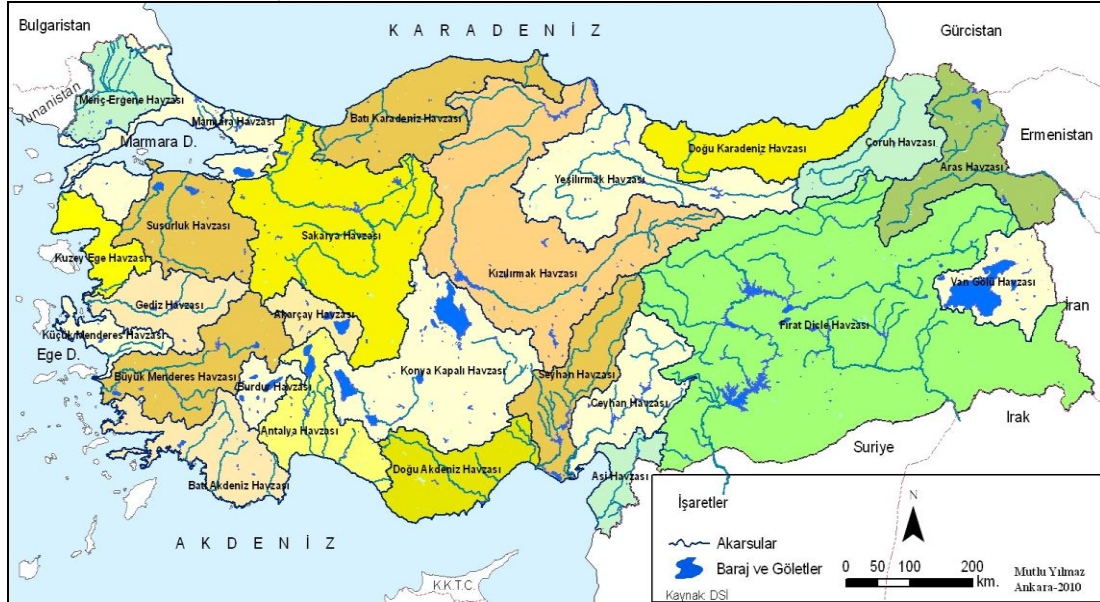 Bulgaristan
K A R A D E N İ Z
Gürcistan
Yunanistan
Meriç-Ergene Havzası
Marmara Havzası
Marmara D.
Batı Karadeniz Havzası
Doğu Karadeniz Havzası
Çoruh Havzası
Ermenistan
Aras Havzası
Yeşilırmak Havzası
Susurluk Havzası
Sakarya Havzası
Kuzey Ege Havzası
Kızılırmak Havzası
Van Gölü Havzası
İran
Gediz Havzası
Akarçay Havzası
Küçük Menderes Havzası
Fırat Dicle Havzası
Ege D.
Büyük Menderes Havzası
Burdur Havzası
Konya Kapalı Havzası
Seyhan Havzası
Ceyhan Havzası
Antalya Havzası
Irak
Suriye
Batı Akdeniz Havzası
Doğu Akdeniz Havzası
Asi Havzası
A K D E N İ Z
K.K.T.C.
İşaretler
N
Akarsular
Baraj ve Göletler
0 50 100 200
km.
Kaynak: DSİ
Mutlu Yılmaz
Ankara-2010